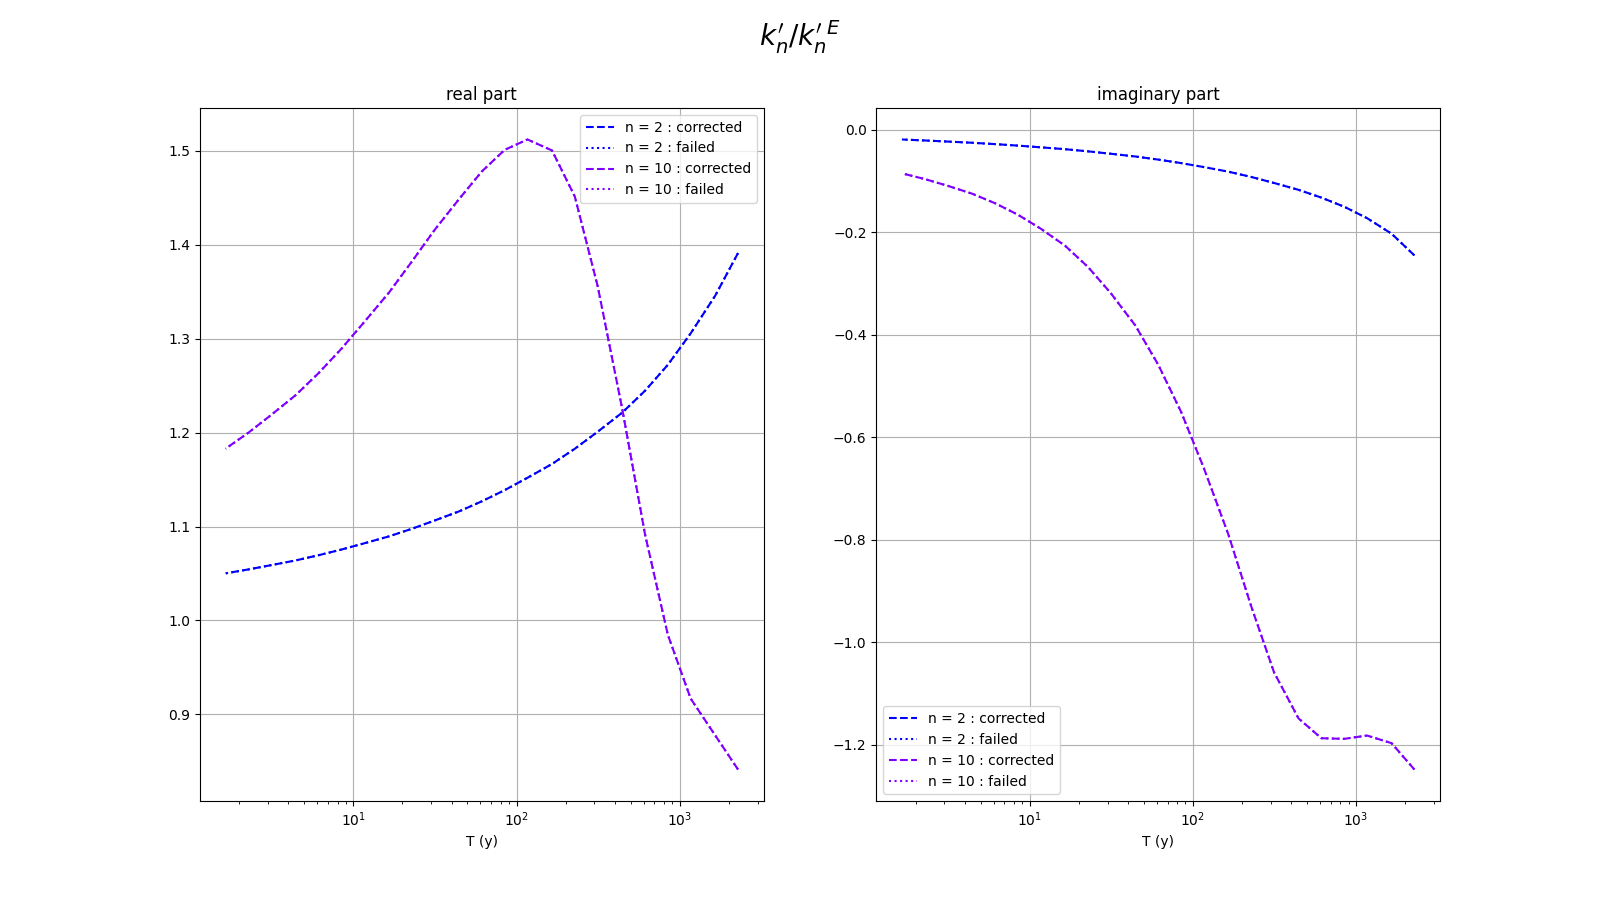 k′n/k′nE
real part
1.5
1.4
1.3
1.2
1.1
1.0
0.9
n = 2 : corrected
n = 2 : failed
n = 10 : corrected
n = 10 : failed
10¹ 10² 10³
T (y)
imaginary part
0.0
−0.2
−0.4
−0.6
−0.8
−1.0
−1.2
n = 2 : corrected
n = 2 : failed
n = 10 : corrected
n = 10 : failed
10¹ 10² 10³
T (y)